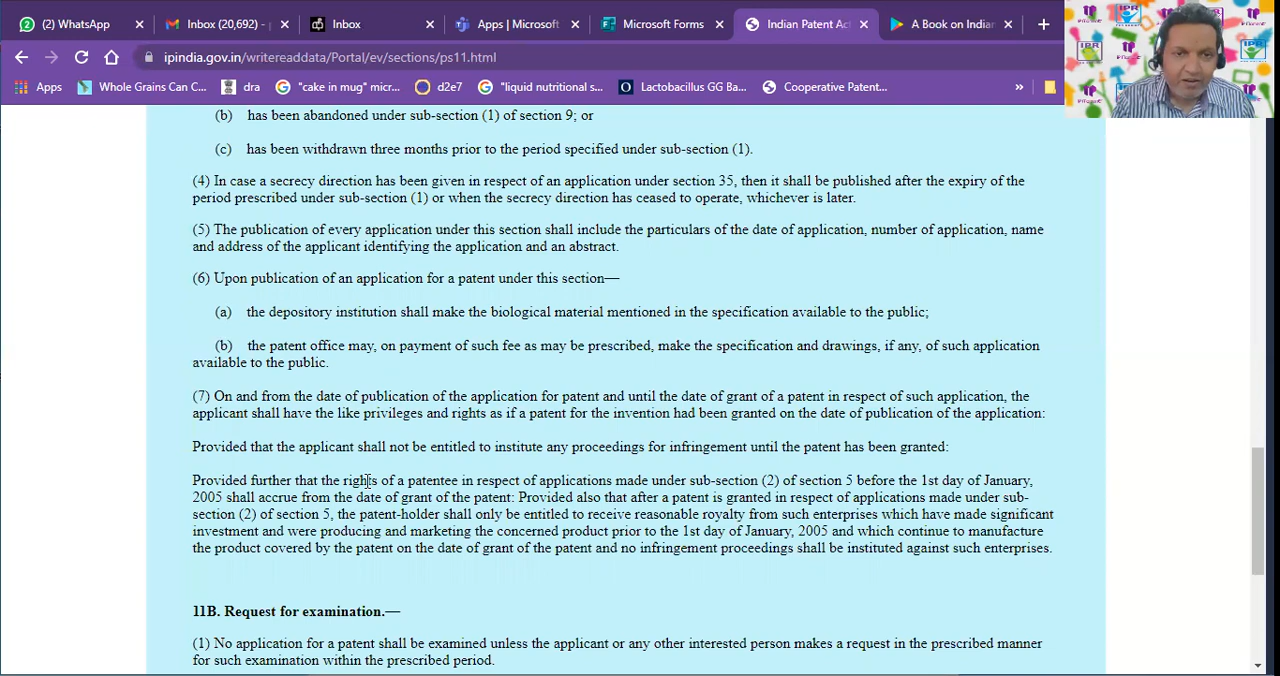 (2) WhatsApp
Inbox (20,692) -
Inbox
Apps | Microsoft
Microsoft Forms
Indian Patent Ac
A Book on Indian
ipindia.gov.in/writereaddata/Portal/ev/sections/ps11.html
Apps
Whole Grains Can C...
dra
"cake in mug" micr...
d2e7
"liquid nutritional s...
Lactobacillus GG Ba...
Cooperative Patent...
»
(b) has been abandoned under sub-section (1) of section 9; or
(c) has been withdrawn three months prior to the period specified under sub-section (1).
(4) In case a secrecy direction has been given in respect of an application under section 35, then it shall be published after the expiry of the
period prescribed under sub-section (1) or when the secrecy direction has ceased to operate, whichever is later.
(5) The publication of every application under this section shall include the particulars of the date of application, number of application, name
and address of the applicant identifying the application and an abstract.
(6) Upon publication of an application for a patent under this section—
(a) the depository institution shall make the biological material mentioned in the specification available to the public;
(b) the patent office may, on payment of such fee as may be prescribed, make the specification and drawings, if any, of such application
available to the public.
(7) On and from the date of publication of the application for patent and until the date of grant of a patent in respect of such application, the
applicant shall have the like privileges and rights as if a patent for the invention had been granted on the date of publication of the application:
Provided that the applicant shall not be entitled to institute any proceedings for infringement until the patent has been granted:
Provided further that the rights of a patentee in respect of applications made under sub-section (2) of section 5 before the 1st day of January,
2005 shall accrue from the date of grant of the patent: Provided also that after a patent is granted in respect of applications made under sub-
section (2) of section 5, the patent-holder shall only be entitled to receive reasonable royalty from such enterprises which have made significant
investment and were producing and marketing the concerned product prior to the 1st day of January, 2005 and which continue to manufacture
the product covered by the patent on the date of grant of the patent and no infringement proceedings shall be instituted against such enterprises.
11B. Request for examination.—
(1) No application for a patent shall be examined unless the applicant or any other interested person makes a request in the prescribed manner
for such examination within the prescribed period.